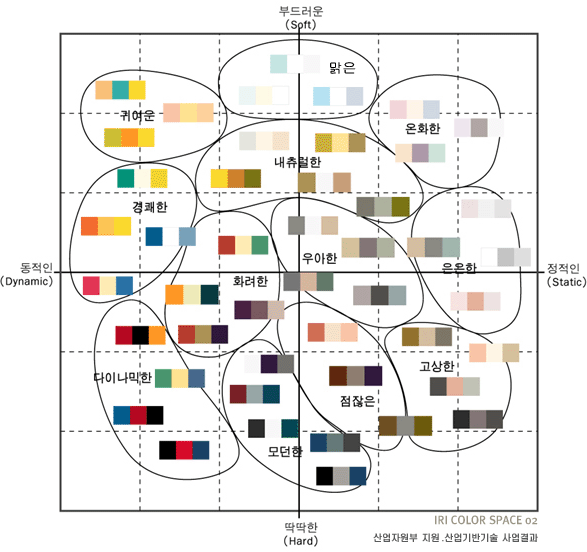 부드러운
(Soft)
맑은
귀여운
온화한
내츄럴한
경쾌한
우아한
은은한
동적인
(Dynamic)
정적인
(Static)
화려한
다이나믹한
고상한
점잖은
모던한
딱딱한
(Hard)
IRI COLOR SPACE 02
산업자원부 지원 .산업기반기술 사업결과